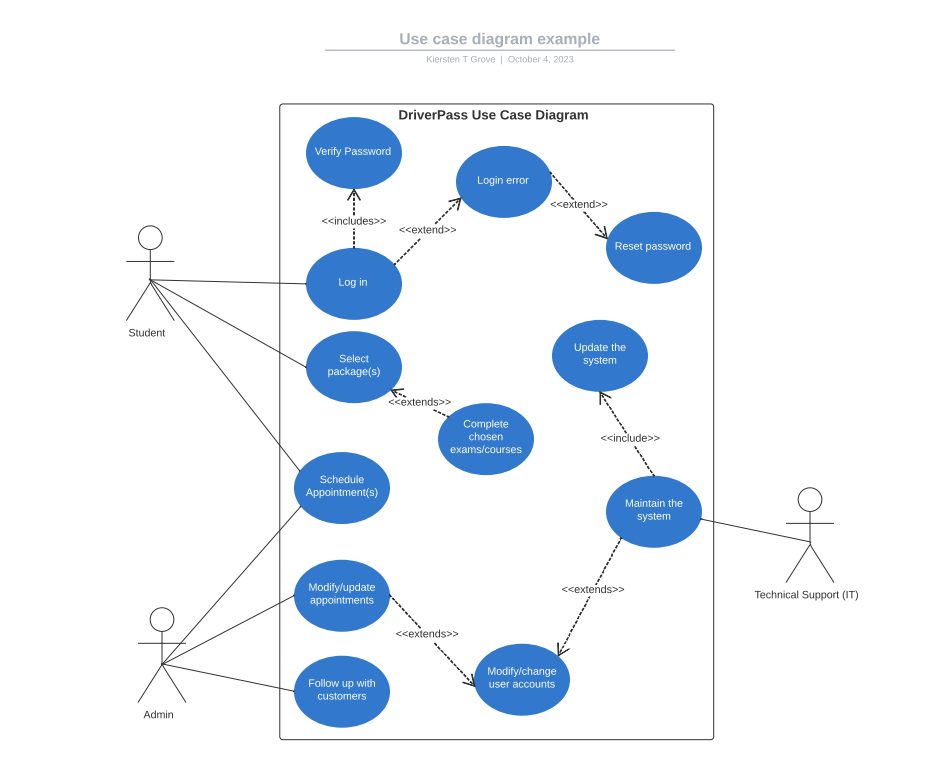 Use case diagram example
Kiersten T Grove | October 4, 2023
DriverPass Use Case Diagram
Verify Password
Login error
<<includes>>
<<extend>>
<<extend>>
Reset password
Log in
Student
Select
package(s)
Update the
system
<<extends>>
Complete
chosen
exams/courses
<<include>>
Schedule
Appointment(s)
Maintain the
system
Technical Support (IT)
Modify/update
appointments
<<extends>>
<<extends>>
Modify/change
user accounts
Follow up with
customers
Admin